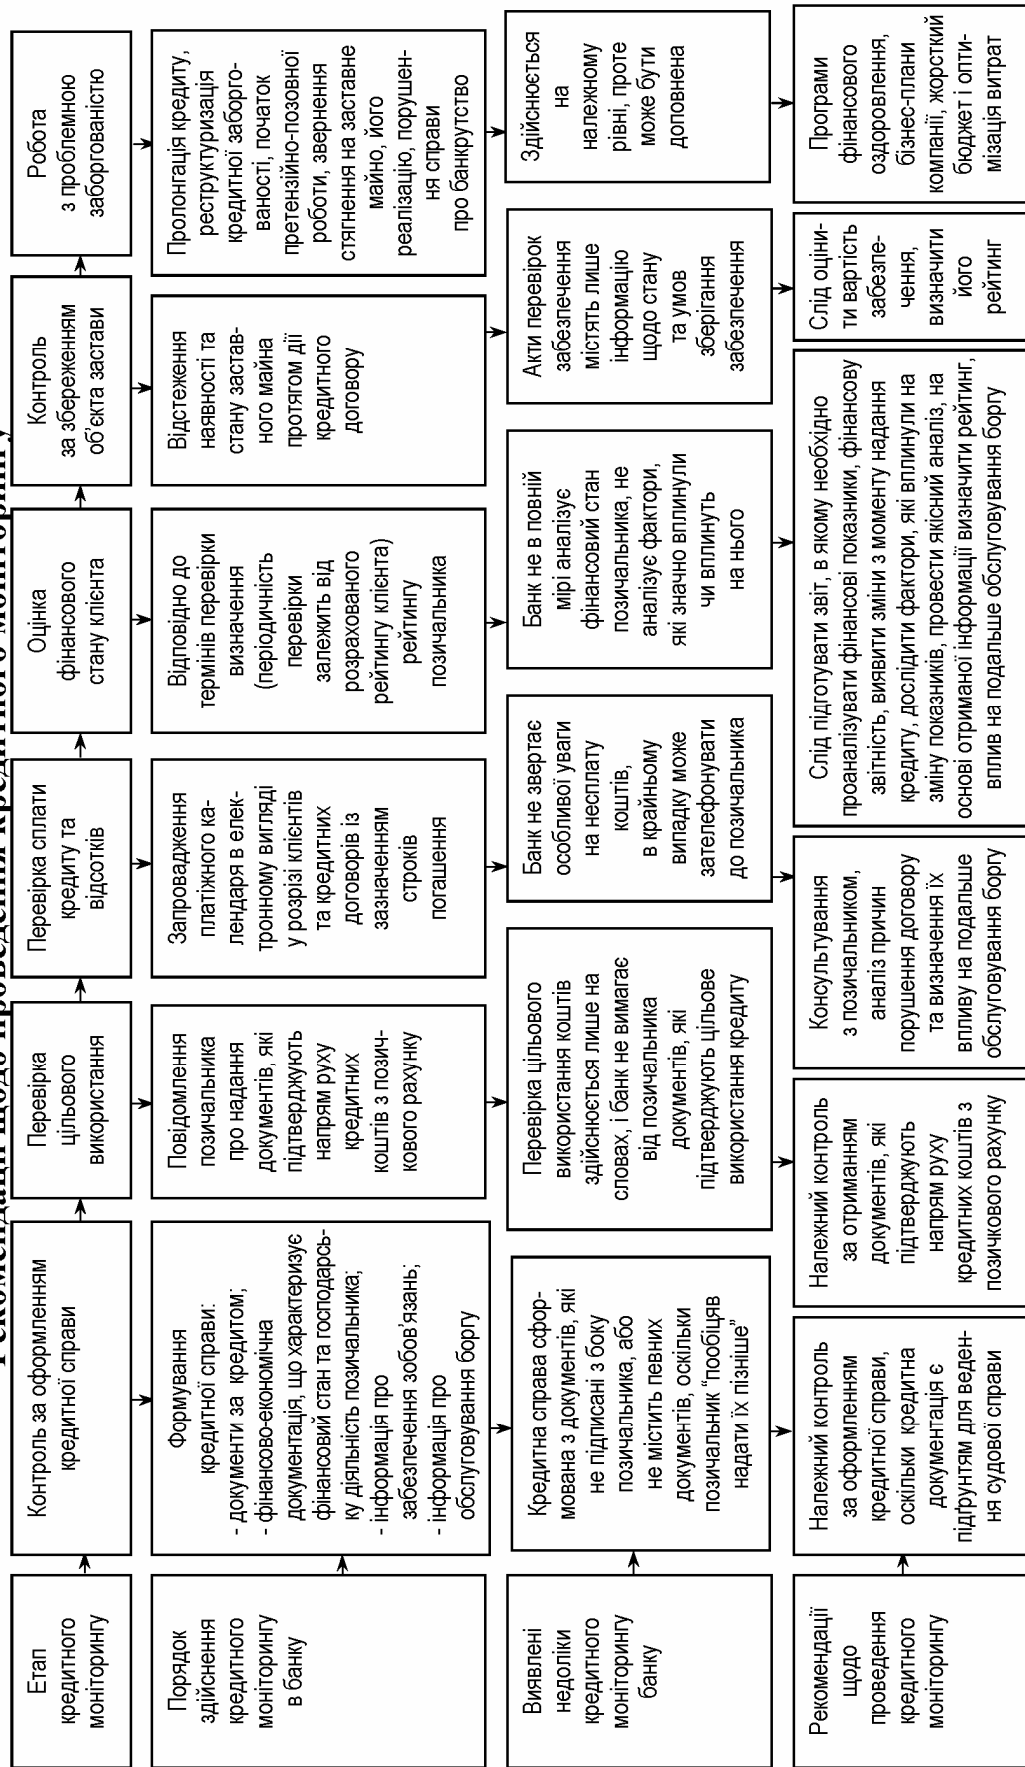 Рекомендації щодо проведення кредитного моніторингу
Етап
кредитного
моніторингу
Контроль за оформленням
кредитної справи
Перевірка
цільового
використання
Перевірка сплати
кредиту та
відсотків
Оцінка
фінансового
стану клієнта
Контроль
за збереженням
об’єкта застави
Робота
з проблемною
заборгованістю
Порядок
здійснення
кредитного
моніторингу
в банку
Формування
кредитної справи:
- документи за кредитом;
- фінансово-економічна
документація, що характеризує
фінансовий стан та господарсь-
ку діяльність позичальника;
- інформація про
забезпечення зобов’язань;
- інформація про
обслуговування боргу
Повідомлення
позичальника
про надання
документів, які
підтверджують
напрям руху
кредитних
коштів з позич-
кового рахунку
Запровадження
платіжного ка-
лендаря в елек-
тронному вигляді
у розрізі клієнтів
та кредитних
договорів із
зазначенням
строків
погашення
Відповідно до
термінів перевірки
визначення
(періодичність
перевірки
залежить від
розрахованого
рейтингу клієнта)
рейтингу
позичальника
Відстеження
наявності та
стану застав-
ного майна
протягом дії
кредитного
договору
Пролонгація кредиту,
реструктуризація
кредитної заборго-
ваності, початок
претензійно-позовної
роботи, звернення
стягнення на заставне
майно, його
реалізацію, порушен-
ня справи
про банкрутство
Виявлені
недоліки
кредитного
моніторингу
банку
Кредитна справа сфор-
мована з документів, які
не підписані з боку
позичальника, або
не містить певних
документів, оскільки
позичальник “пообіцяв
надати їх пізніше”
Перевірка цільового
використання коштів
здійснюється лише на
словах, і банк не вимагає
від позичальника
документів, які
підтверджують цільове
використання кредиту
Банк не звертає
особливої уваги
на несплату
коштів,
в крайньому
випадку може
зателефонувати
до позичальника
Банк не в повній
мірі аналізує
фінансовий стан
позичальника, не
аналізує фактори,
які значно вплинули
чи вплинуть
на нього
Акти перевірок
забезпечення
містять лише
інформацію
щодо стану
та умов
зберігання
забезпечення
Здійснюється
на
належному
рівні, проте
може бути
доповнена
Рекомендації
щодо
проведення
кредитного
моніторингу
Належний контроль
за оформленням
кредитної справи,
оскільки кредитна
документація є
підґрунтям для веден-
ня судової справи
Належний контроль
за отриманням
документів, які
підтверджують
напрям руху
кредитних коштів з
позичкового рахунку
Консультування
з позичальником,
аналіз причин
порушення договору
та визначення їх
впливу на подальше
обслуговування боргу
Слід підготувати звіт, в якому необхідно
проаналізувати фінансові показники, фінансову
звітність, виявити зміни з моменту надання
кредиту, дослідити фактори, які вплинули на
зміну показників, провести якісний аналіз, на
основі отриманої інформації визначити рейтинг,
вплив на подальше обслуговування боргу
Слід оціни-
ти вартість
забезпе-
чення,
визначити
його
рейтинг
Програми
фінансового
оздоровлення,
бізнес-плани
компанії, жорсткий
бюджет і опти-
мізація витрат